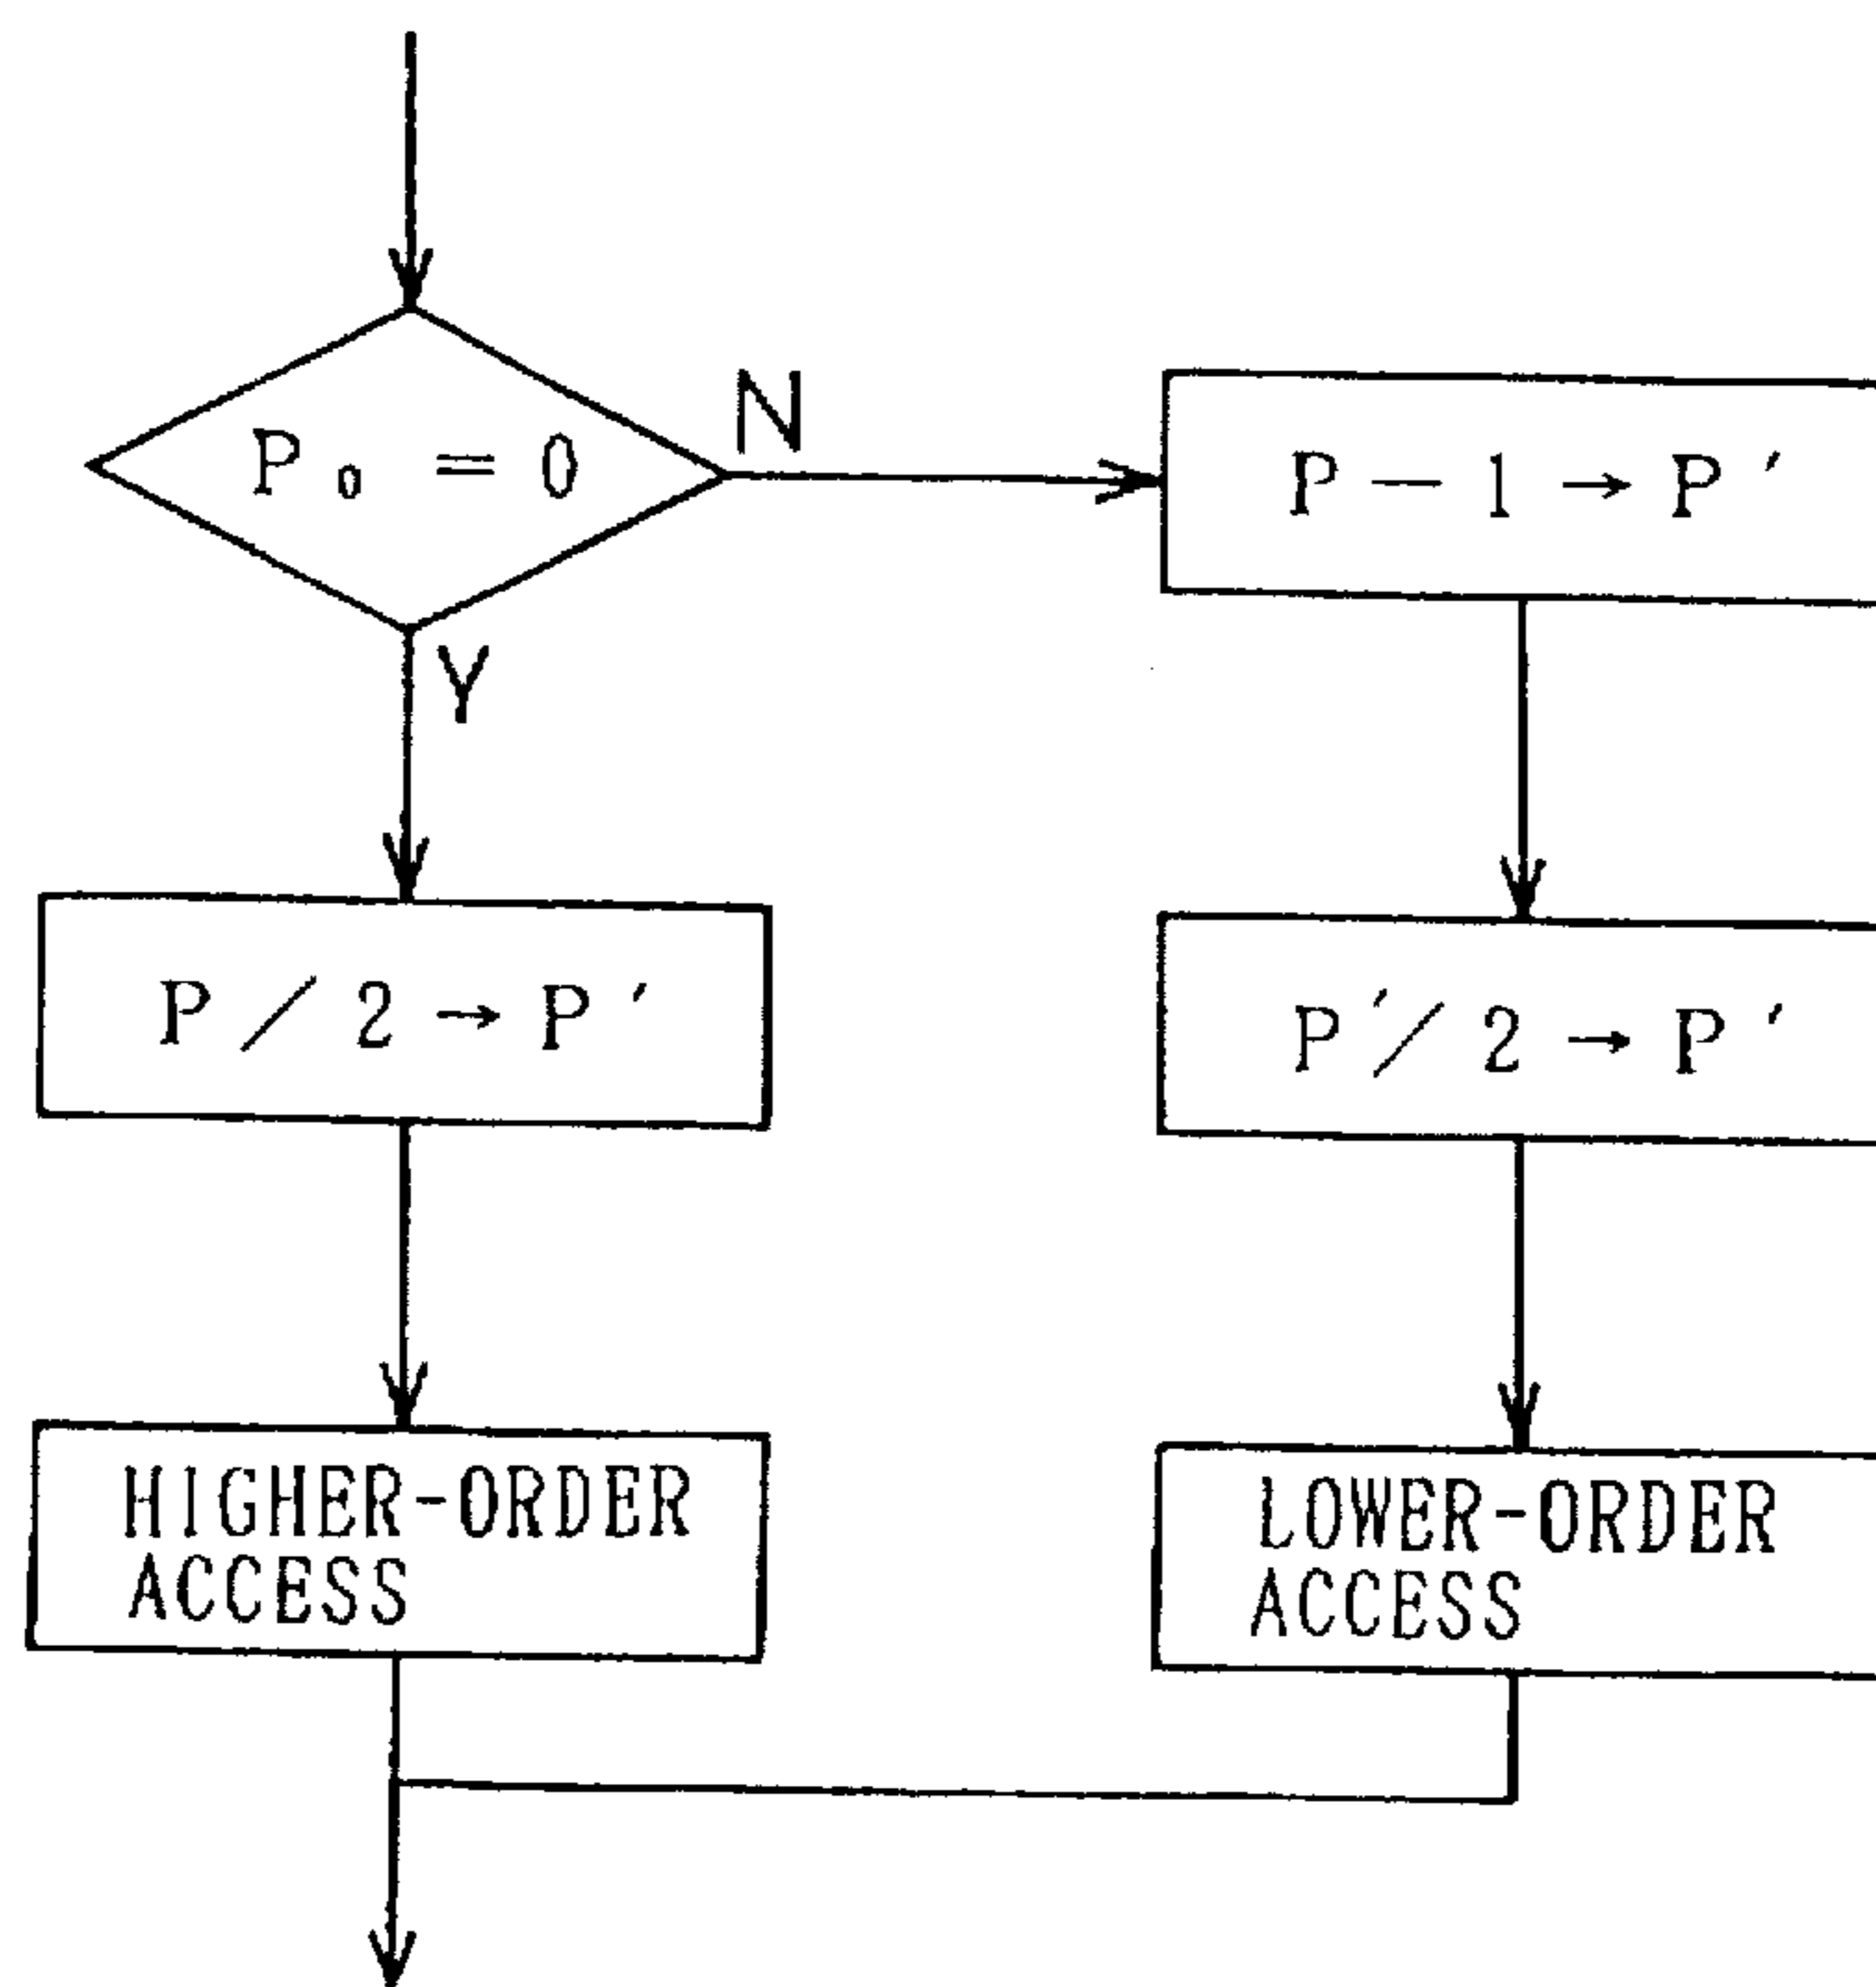 P₀ = 0
N
Y
P - 1 → P'
P / 2 → P'
P' / 2 → P'
HIGHER-ORDER
ACCESS
LOWER-ORDER
ACCESS